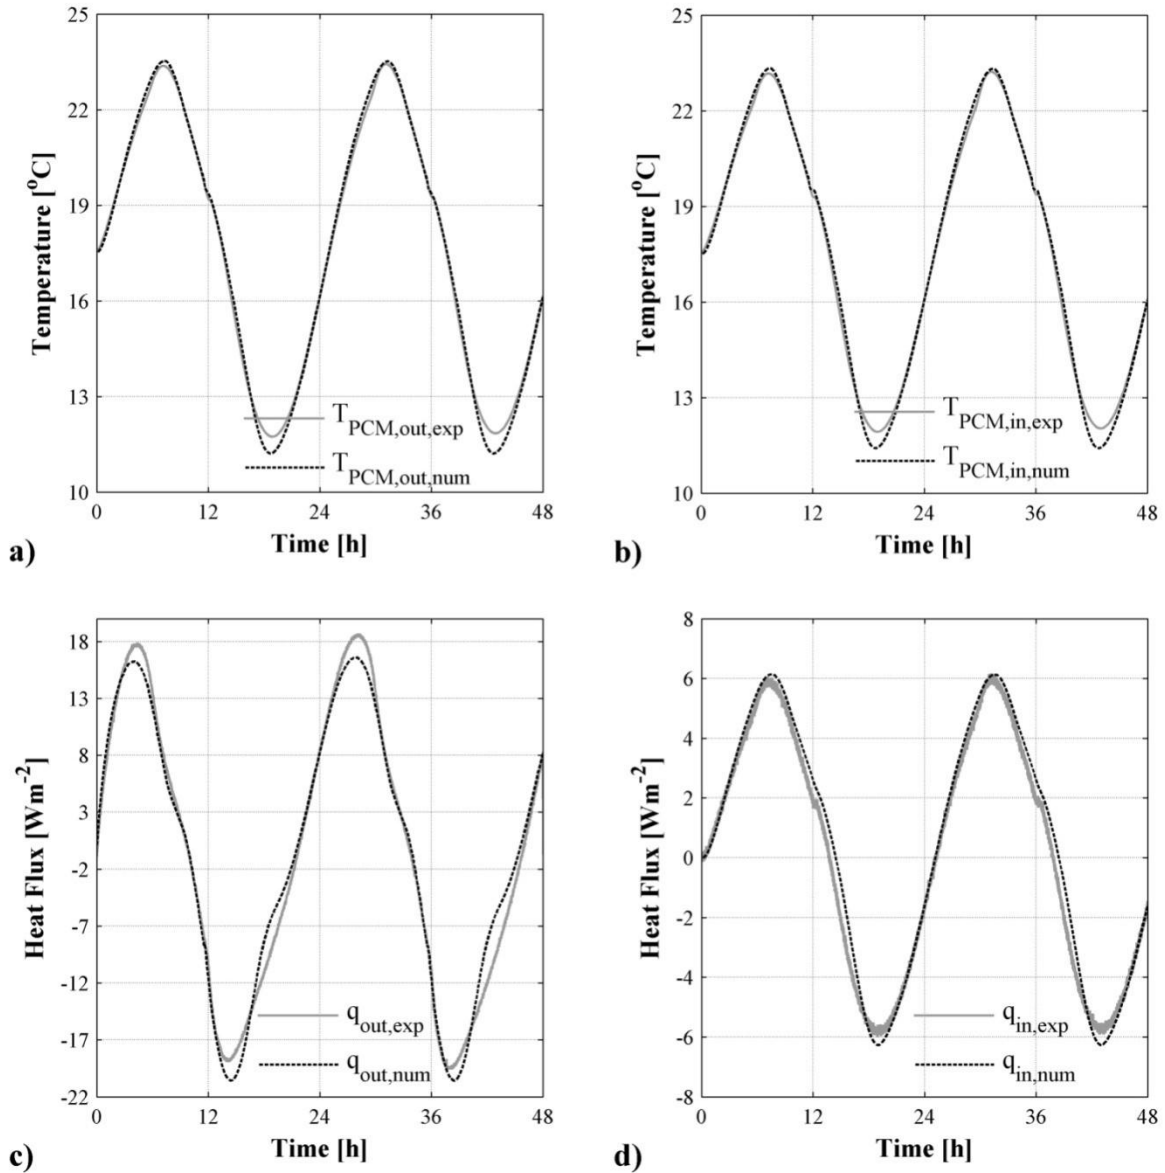 25
22
19
16
13
10
Temperature [°C]
T_PCM,out,exp
T_PCM,out,num
0 12 24 36 48
Time [h]
a)
25
22
19
16
13
10
Temperature [°C]
T_PCM,in,exp
T_PCM,in,num
0 12 24 36 48
Time [h]
b)
18
13
8
3
-2
-7
-12
-17
-22
Heat Flux [Wm⁻²]
q_out,exp
q_out,num
0 12 24 36 48
Time [h]
c)
8
6
4
2
0
-2
-4
-6
-8
Heat Flux [Wm⁻²]
q_in,exp
q_in,num
0 12 24 36 48
Time [h]
d)